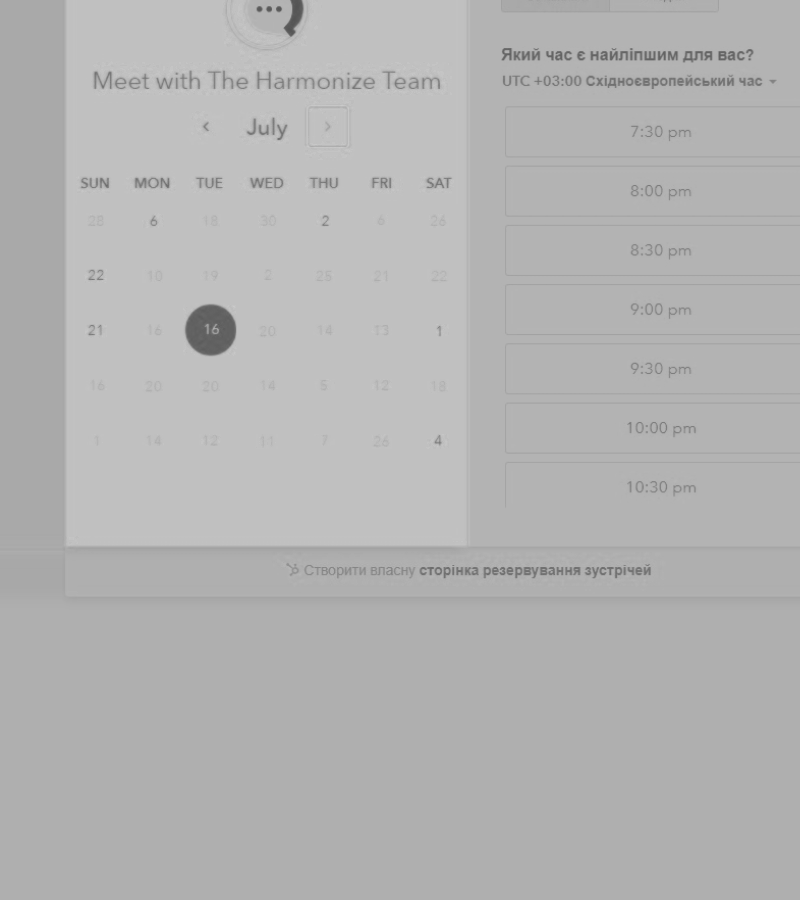 Meet with The Harmonize Team
July
SUN MON TUE WED THU FRI SAT
28 6 18 30 2 6 26
22 18 19 2 25 21 22
21 16 16 20 14 13 1
16 20 20 14 5 12 18
1 14 12 11 7 26 4
Який час є найліпшим для вас?
UTC +03:00 Східноєвропейський час
7:30 pm
8:00 pm
8:30 pm
9:00 pm
9:30 pm
10:00 pm
10:30 pm
Створити власну сторінка резервування зустрічей